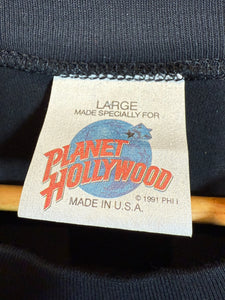 LARGE
MADE SPECIALLY FOR
PLANET
HOLLYWOOD
© 1991 PHI I
MADE IN U.S.A.